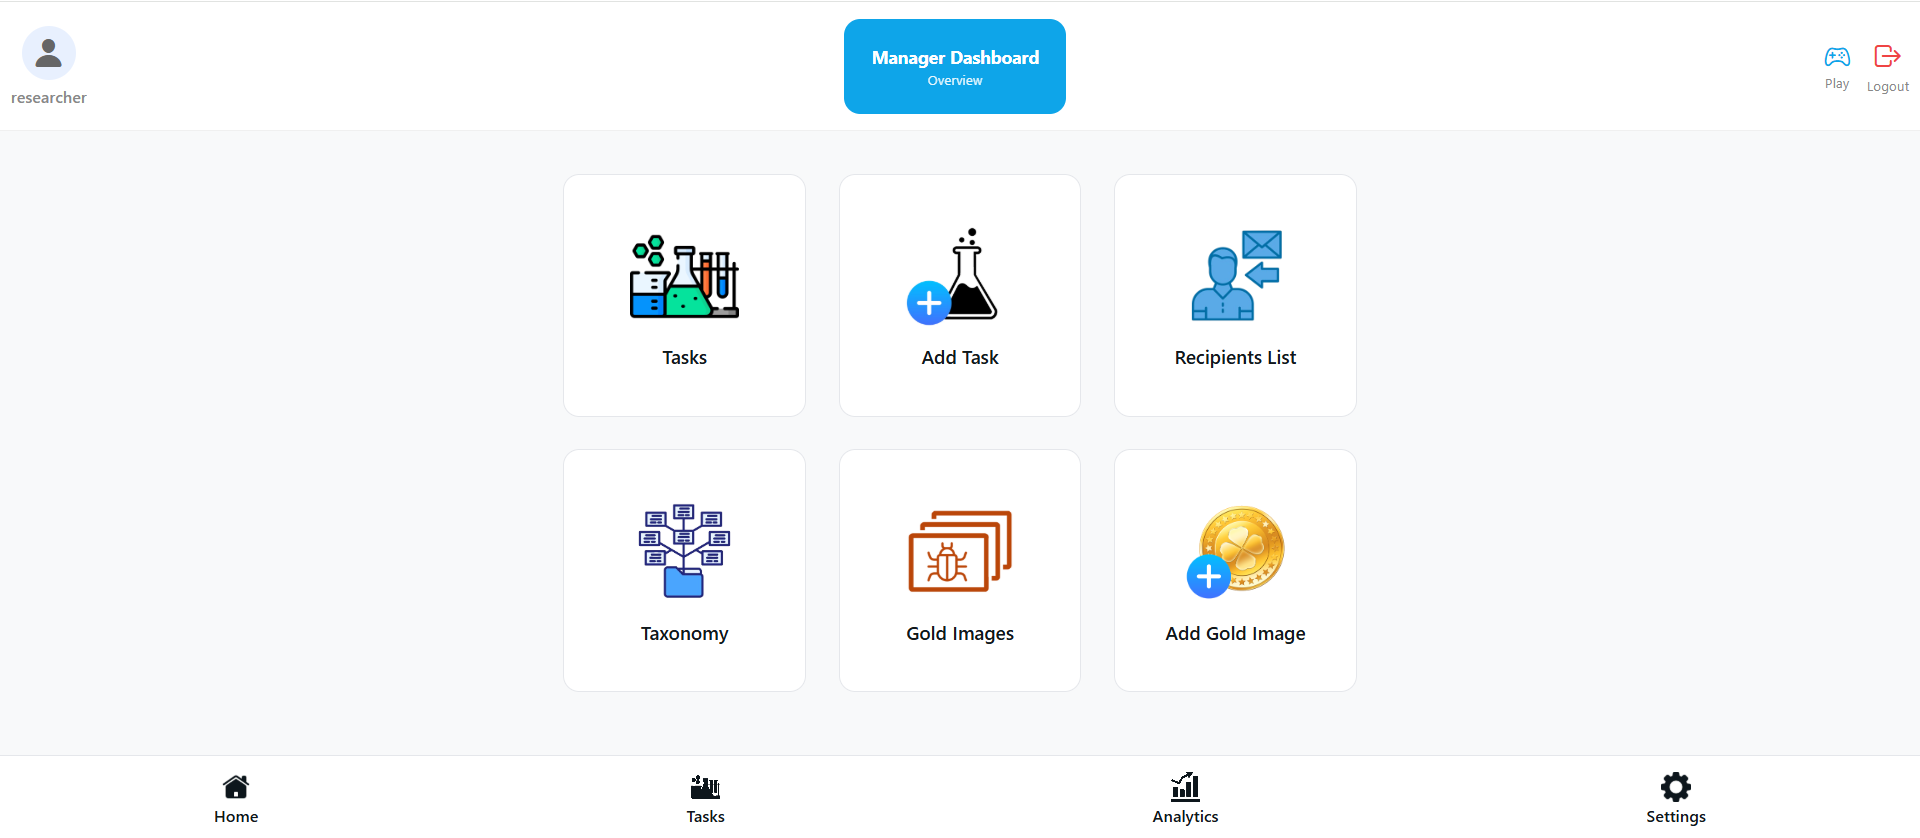 researcher
Manager Dashboard
Overview
Play
Logout
Tasks
Add Task
Recipients List
Taxonomy
Gold Images
Add Gold Image
Home
Tasks
Analytics
Settings